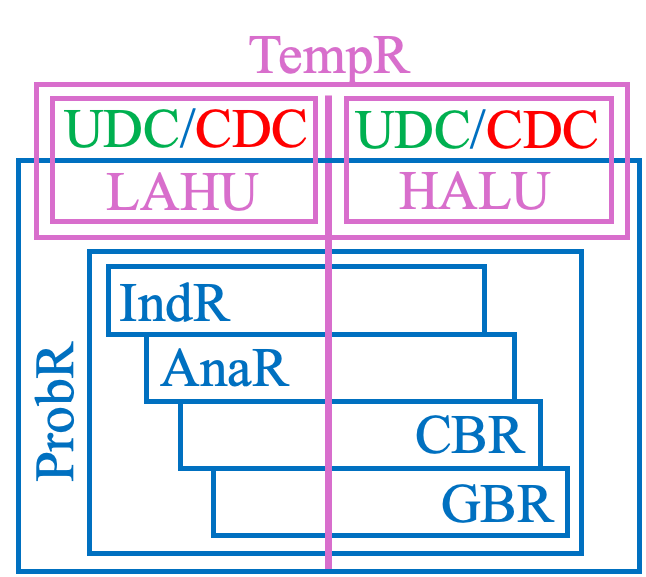 TempR
UDC/CDC UDC/CDC
LAHU HALU
ProbR
IndR
AnaR
CBR
GBR